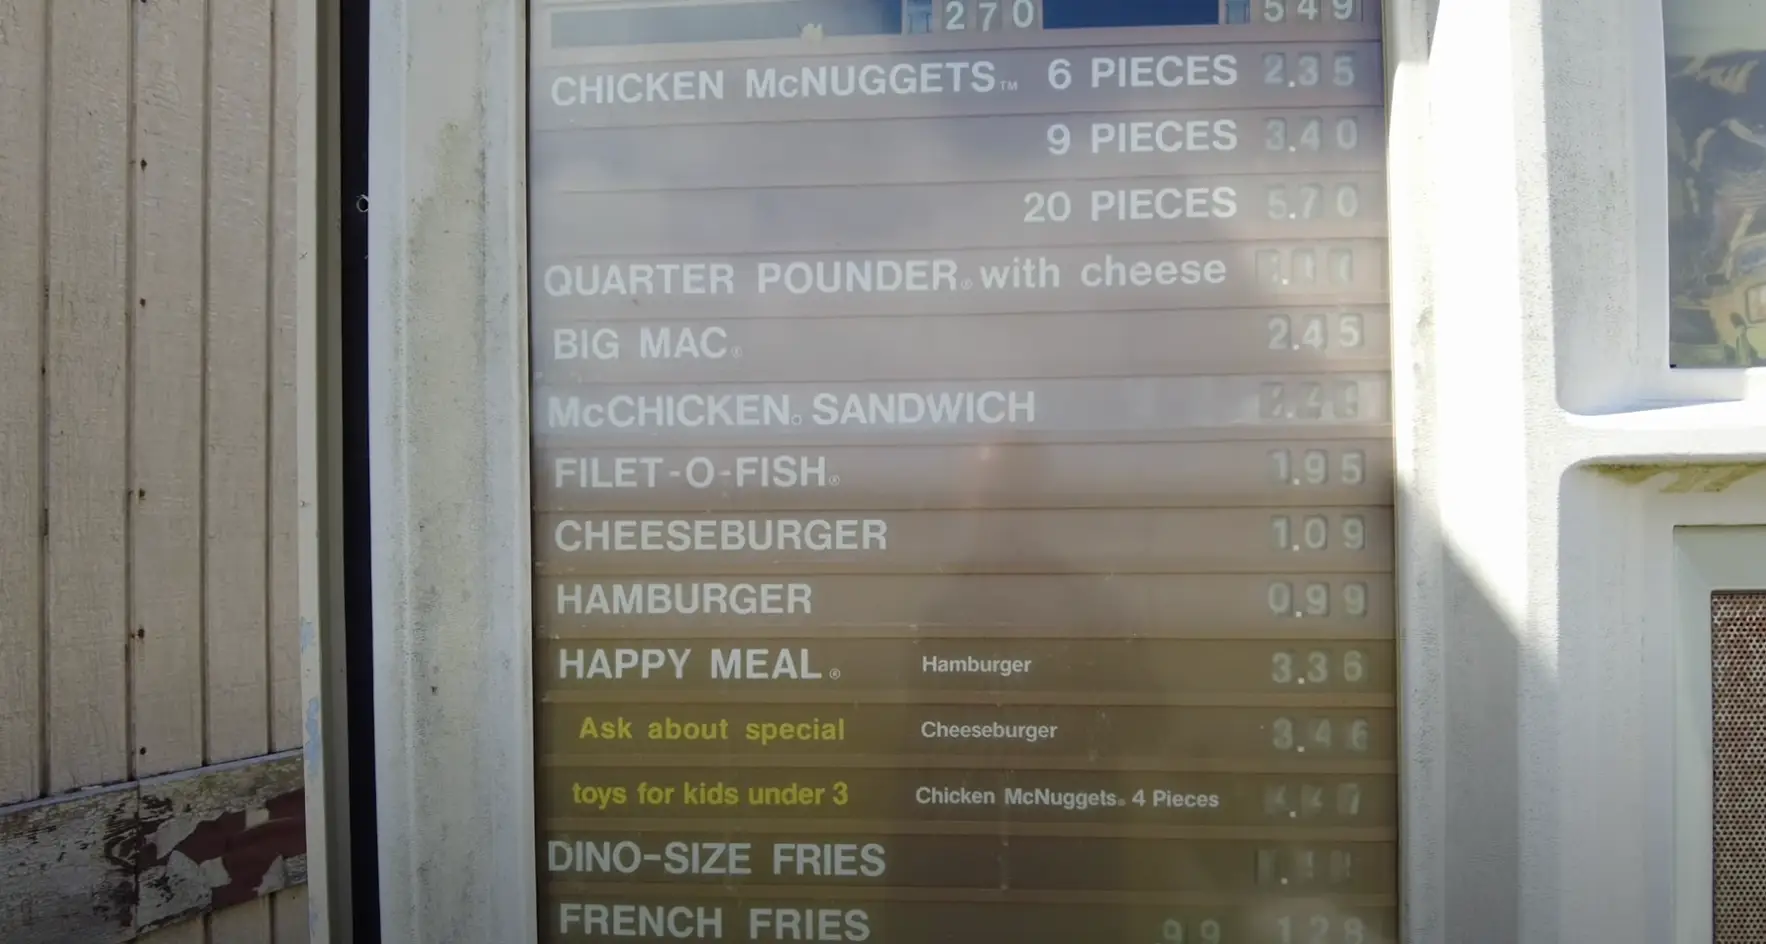 270 549
CHICKEN McNUGGETS™ 6 PIECES 2.35
9 PIECES 3.40
20 PIECES 5.70
QUARTER POUNDER® with cheese
BIG MAC® 2.45
McCHICKEN® SANDWICH
FILET-O-FISH® 1.95
CHEESEBURGER 1.09
HAMBURGER 0.99
HAPPY MEAL® Hamburger 3.36
Ask about special Cheeseburger 3.46
toys for kids under 3 Chicken McNuggets® 4 Pieces
DINO-SIZE FRIES
FRENCH FRIES 99 1.28